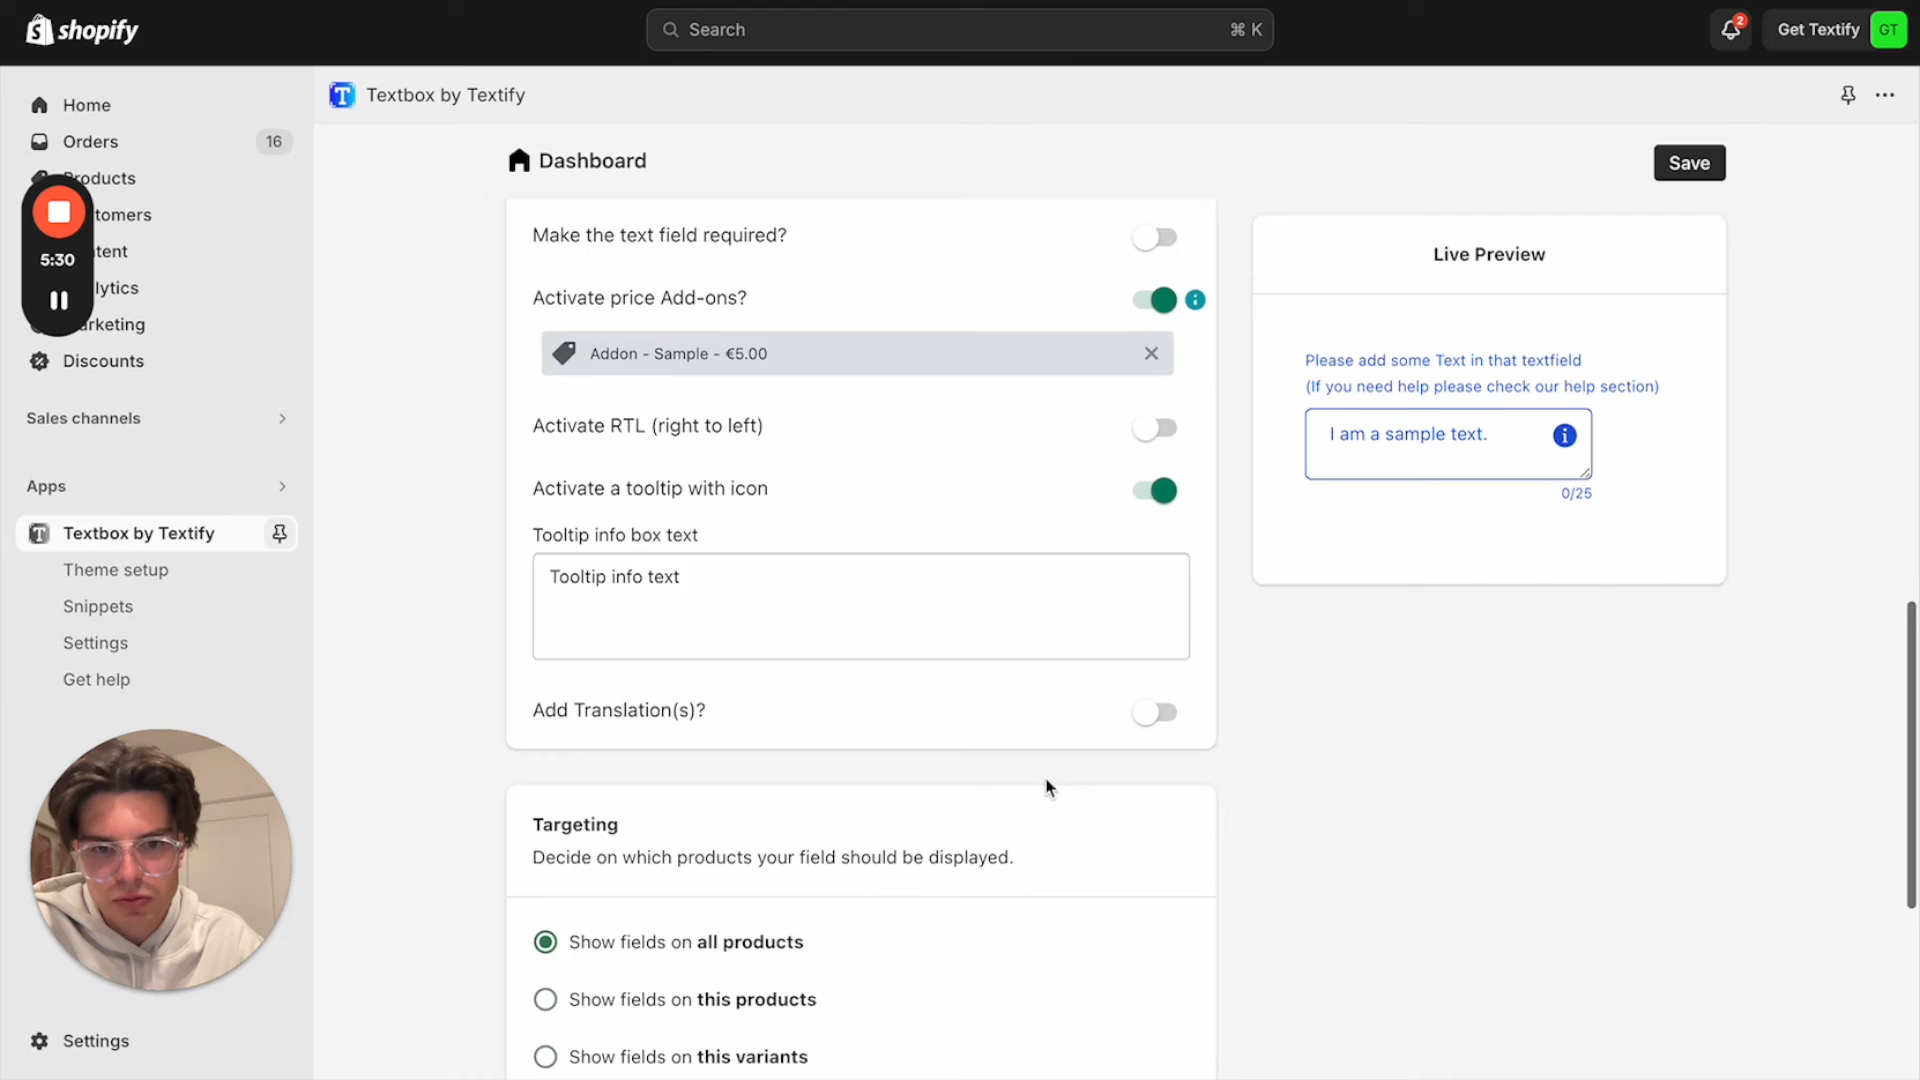 shopify
Search
⌘ K
2
Get Textify
GT
Home
Orders
16
roducts
tomers
tent
lytics
arketing
Discounts
5:30
Sales channels
Apps
Textbox by Textify
Theme setup
Snippets
Settings
Get help
Settings
Textbox by Textify
Dashboard
Save
Make the text field required?
Activate price Add-ons?
Addon - Sample - €5.00
Activate RTL (right to left)
Activate a tooltip with icon
Tooltip info box text
Tooltip info text
Add Translation(s)?
Targeting
Decide on which products your field should be displayed.
Show fields on all products
Show fields on this products
Show fields on this variants
Live Preview
Please add some Text in that textfield
(If you need help please check our help section)
I am a sample text.
0/25